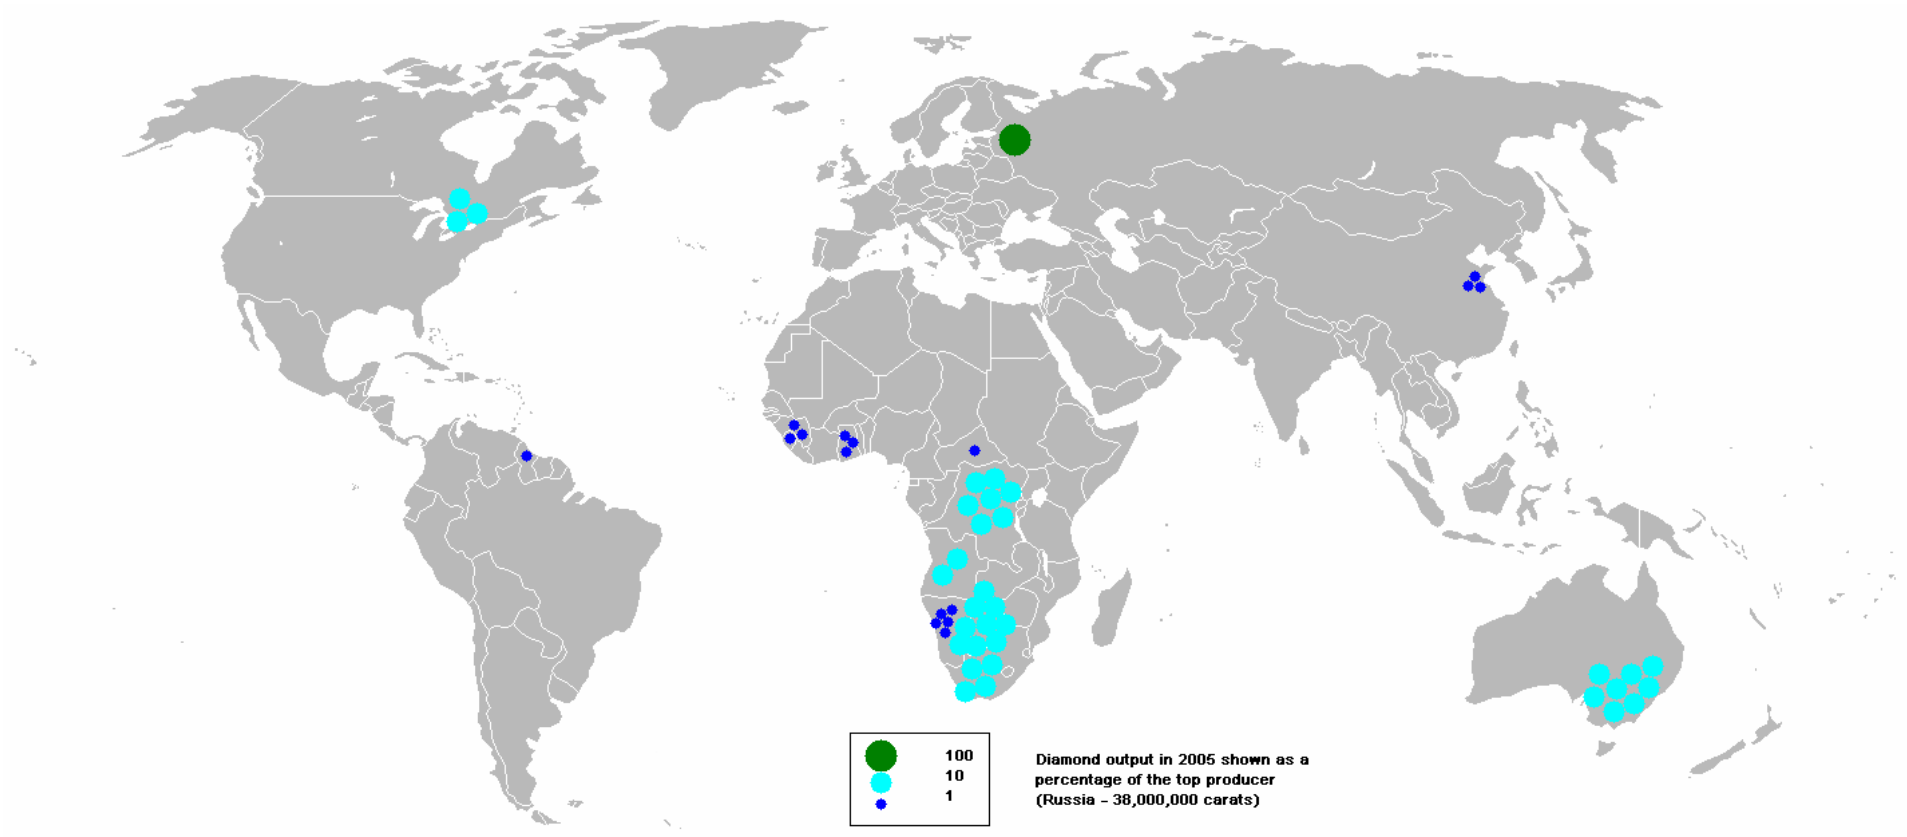 100
10
1
Diamond output in 2005 shown as a
percentage of the top producer
(Russia - 38,000,000 carats)